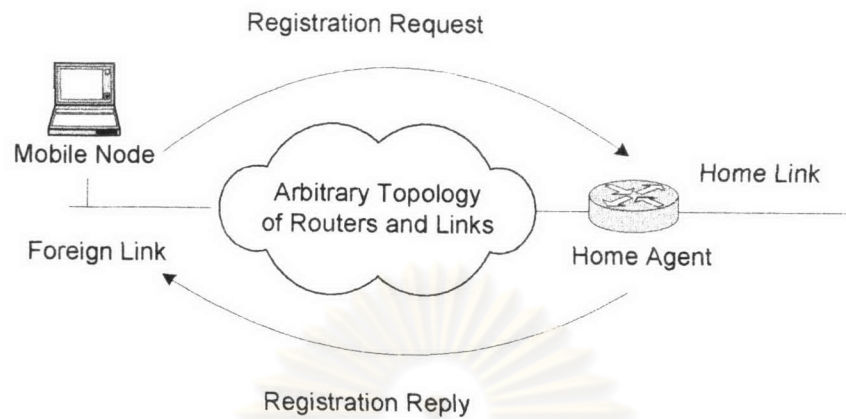 Registration Request
Mobile Node
Arbitrary Topology
of Routers and Links
Home Link
Foreign Link
Home Agent
Registration Reply